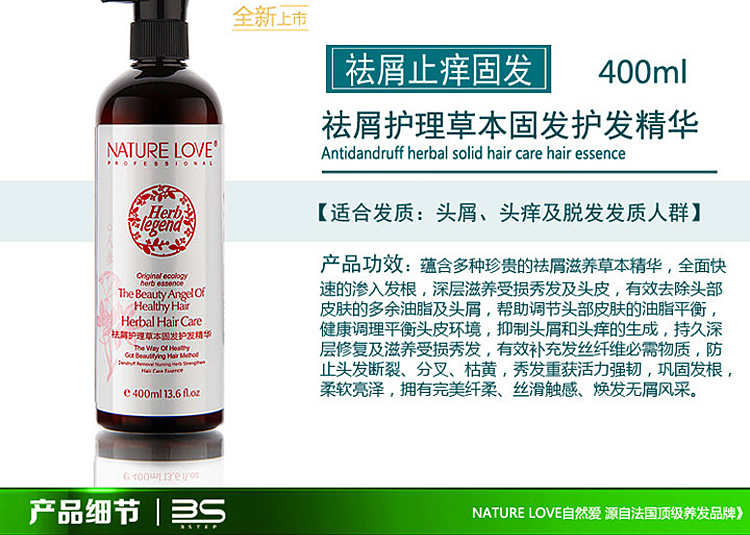 全新上市
祛屑止痒固发
400ml
祛屑护理草本固发护发精华
Antidandruff herbal solid hair care hair essence
【适合发质：头屑、头痒及脱发发质人群】
产品功效：蕴含多种珍贵的祛屑滋养草本精华，全面快
速的渗入发根，深层滋养受损秀发及头皮，有效去除头部
皮肤的多余油脂及头屑，帮助调节头部皮肤的油脂平衡，
健康调理平衡头皮环境，抑制头屑和头痒的生成，持久深
层修复及滋养受损秀发，有效补充发丝纤维必需物质，防
止头发断裂、分叉、枯黄，秀发重获活力强韧，巩固发根，
柔软亮泽，拥有完美纤柔、丝滑触感、焕发无屑风采。
NATURE LOVE®
PROFESSIONAL
Herb
legend
Original ecology
herb essence
The Beauty Angel Of
Healthy Hair
Herbal Hair Care
祛屑护理草本固发护发精华
The Way Of Healthy
Got Beautifying Hair Method
Dandruff Removal Nursing Herb Strengthens
Hair Care Essence
e 400ml 13.6fl.oz
产品细节
3S
3STEP
NATURE LOVE自然爱 源自法国顶级养发品牌》